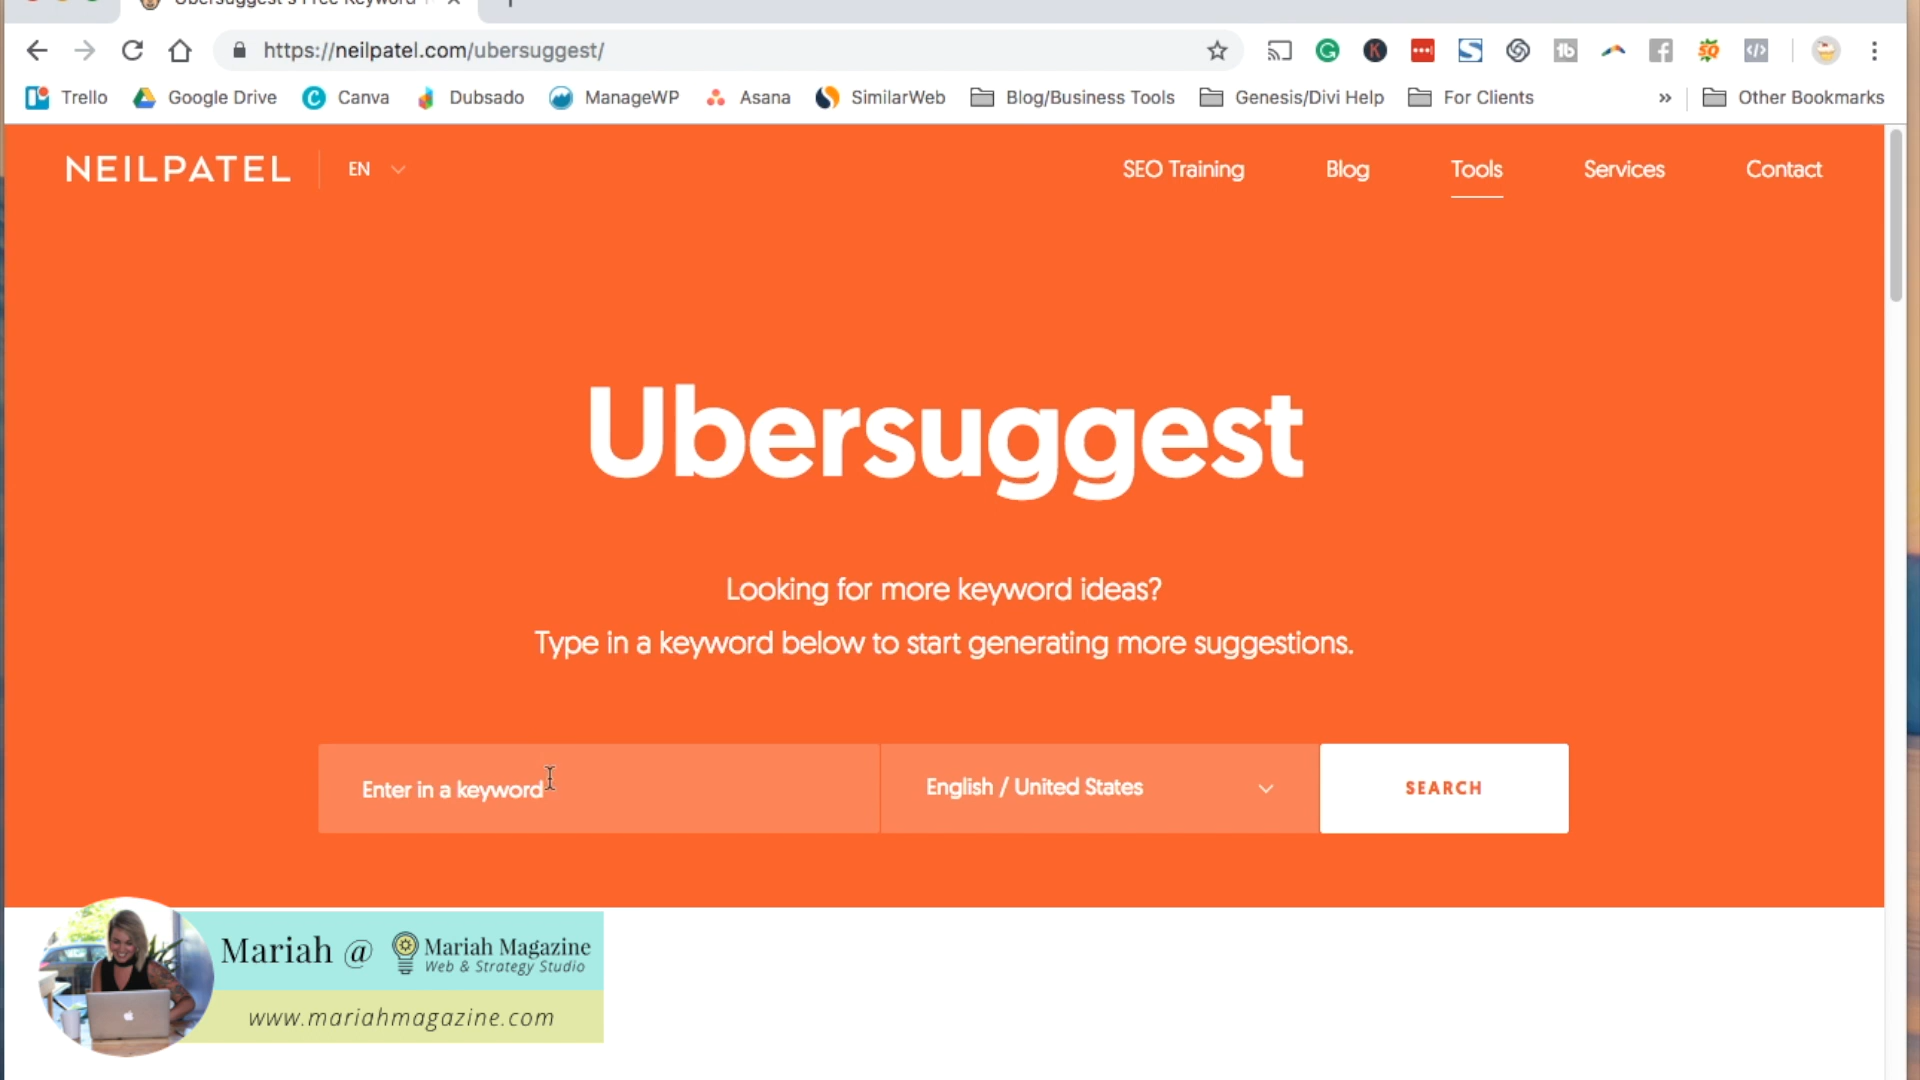 Ubersuggest's Free Keyword
https://neilpatel.com/ubersuggest/
Trello Google Drive Canva Dubsado ManageWP Asana SimilarWeb Blog/Business Tools Genesis/Divi Help For Clients » Other Bookmarks
NEILPATEL EN SEO Training Blog Tools Services Contact
Ubersuggest
Looking for more keyword ideas?
Type in a keyword below to start generating more suggestions.
Enter in a keyword English / United States SEARCH
Mariah @ Mariah Magazine
Web & Strategy Studio
www.mariahmagazine.com